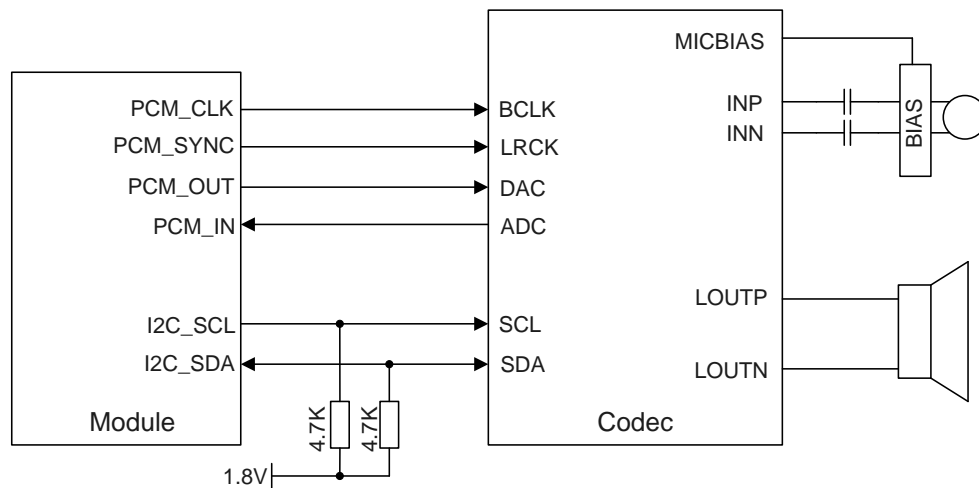 PCM_CLK
PCM_SYNC
PCM_OUT
PCM_IN
I2C_SCL
I2C_SDA
Module
4.7K
4.7K
1.8V
BCLK
LRCK
DAC
ADC
SCL
SDA
MICBIAS
INP
INN
LOUTP
LOUTN
Codec
BIAS